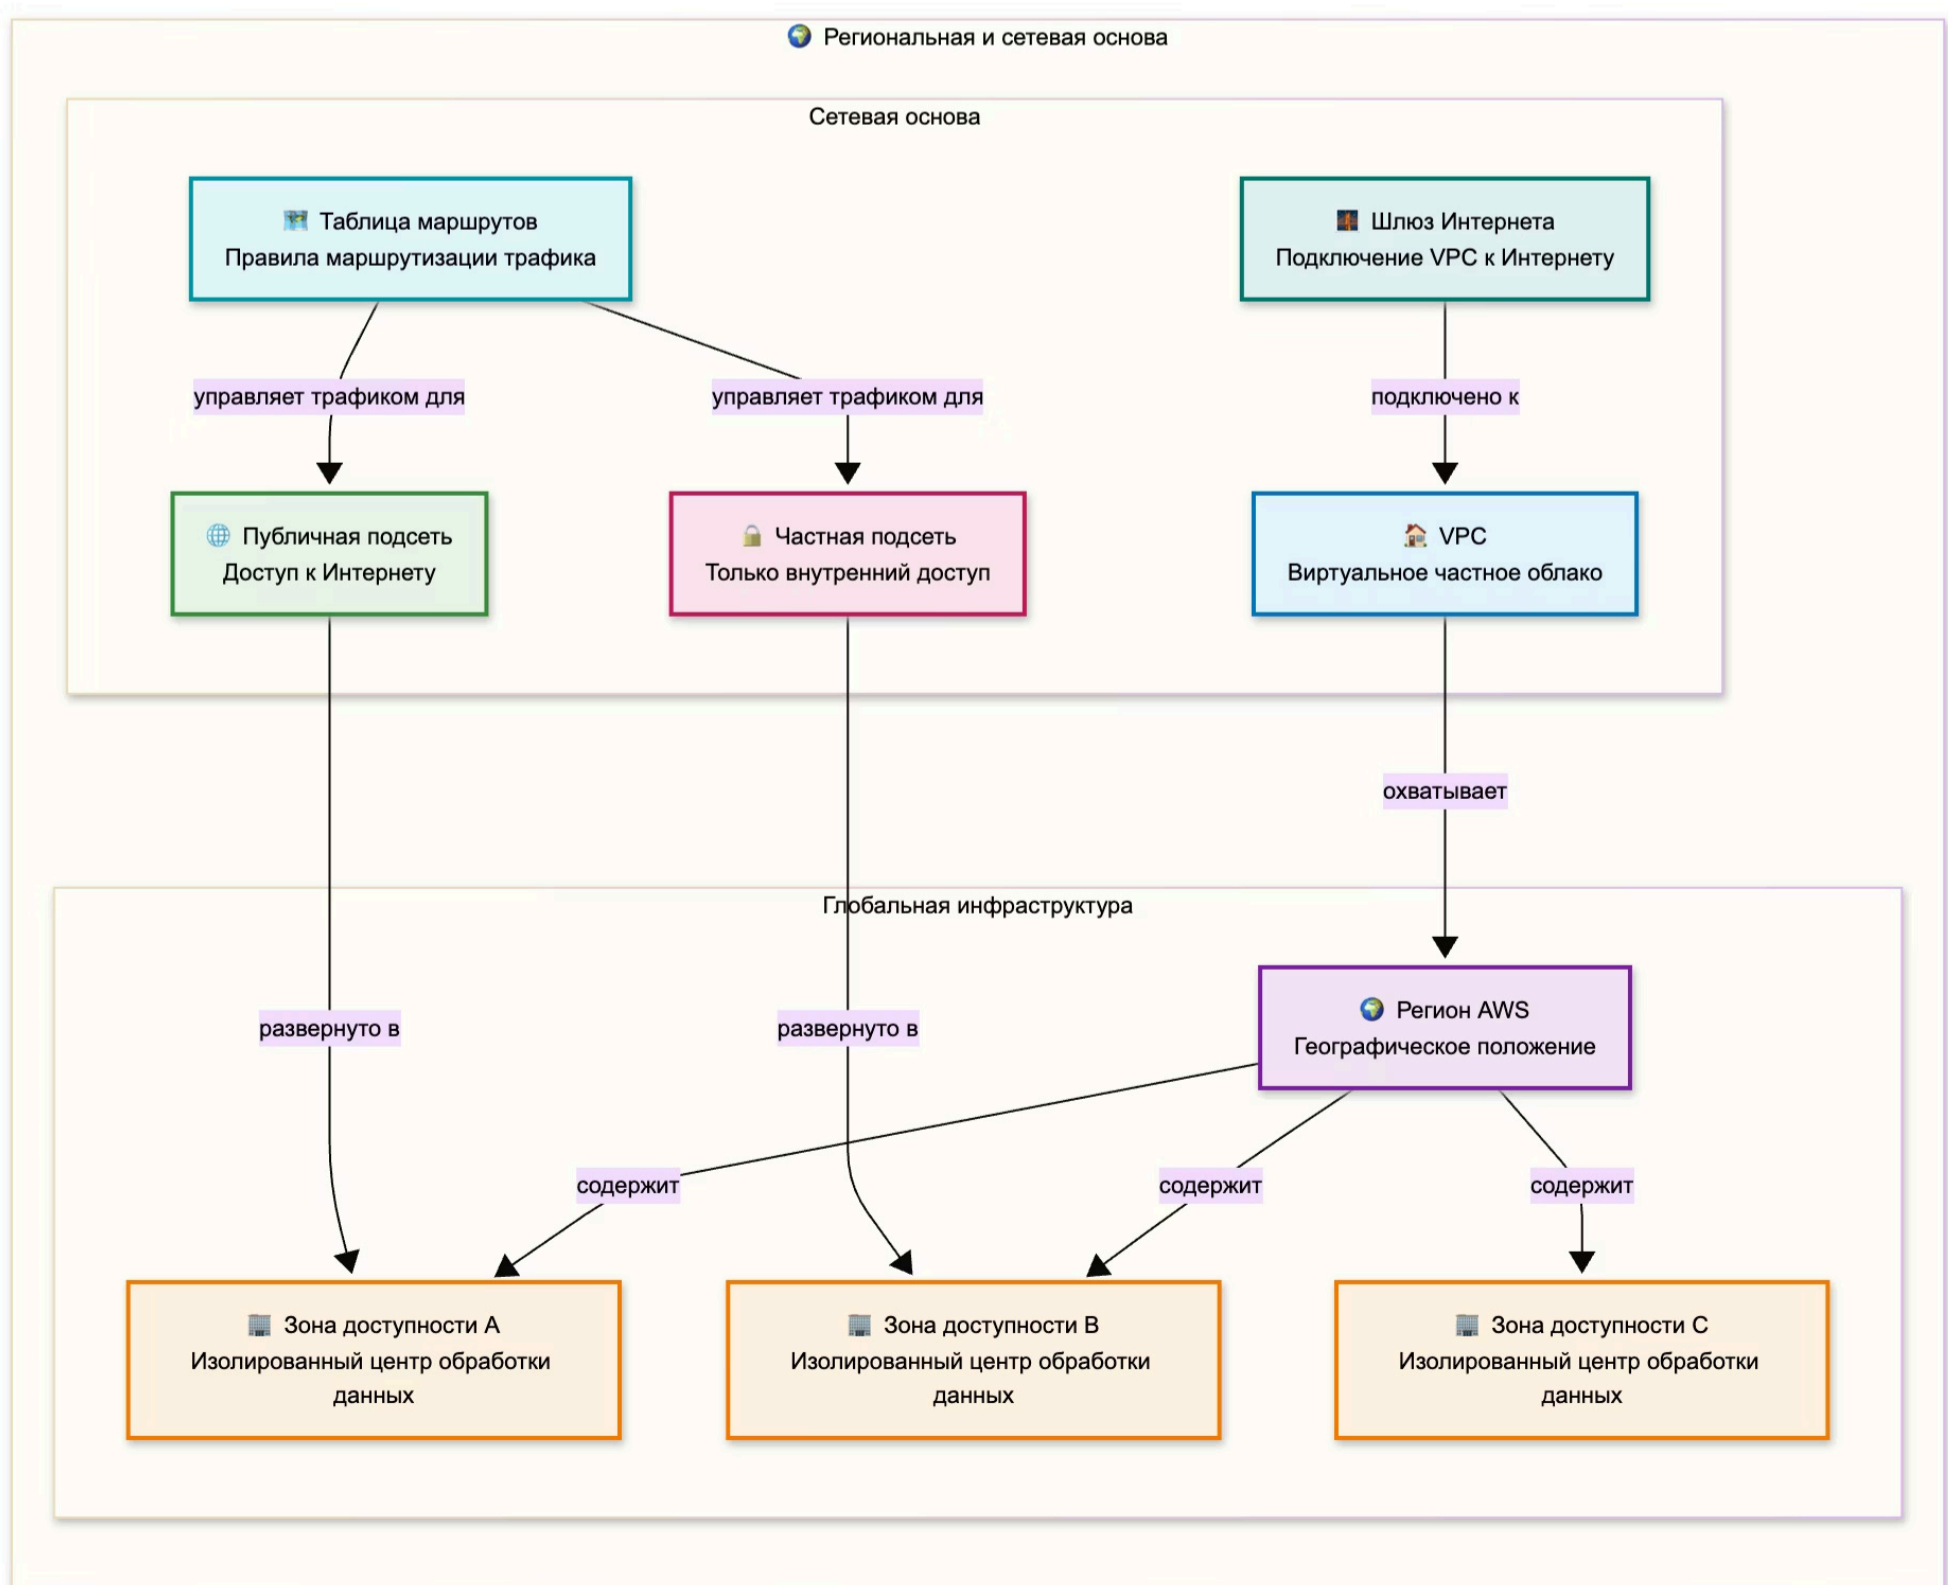 Региональная и сетевая основа
Сетевая основа
Таблица маршрутов
Правила маршрутизации трафика
Шлюз Интернета
Подключение VPC к Интернету
управляет трафиком для
управляет трафиком для
подключено к
Публичная подсеть
Доступ к Интернету
Частная подсеть
Только внутренний доступ
VPC
Виртуальное частное облако
охватывает
Глобальная инфраструктура
развернуто в
развернуто в
Регион AWS
Географическое положение
содержит
содержит
содержит
Зона доступности A
Изолированный центр обработки
данных
Зона доступности B
Изолированный центр обработки
данных
Зона доступности C
Изолированный центр обработки
данных